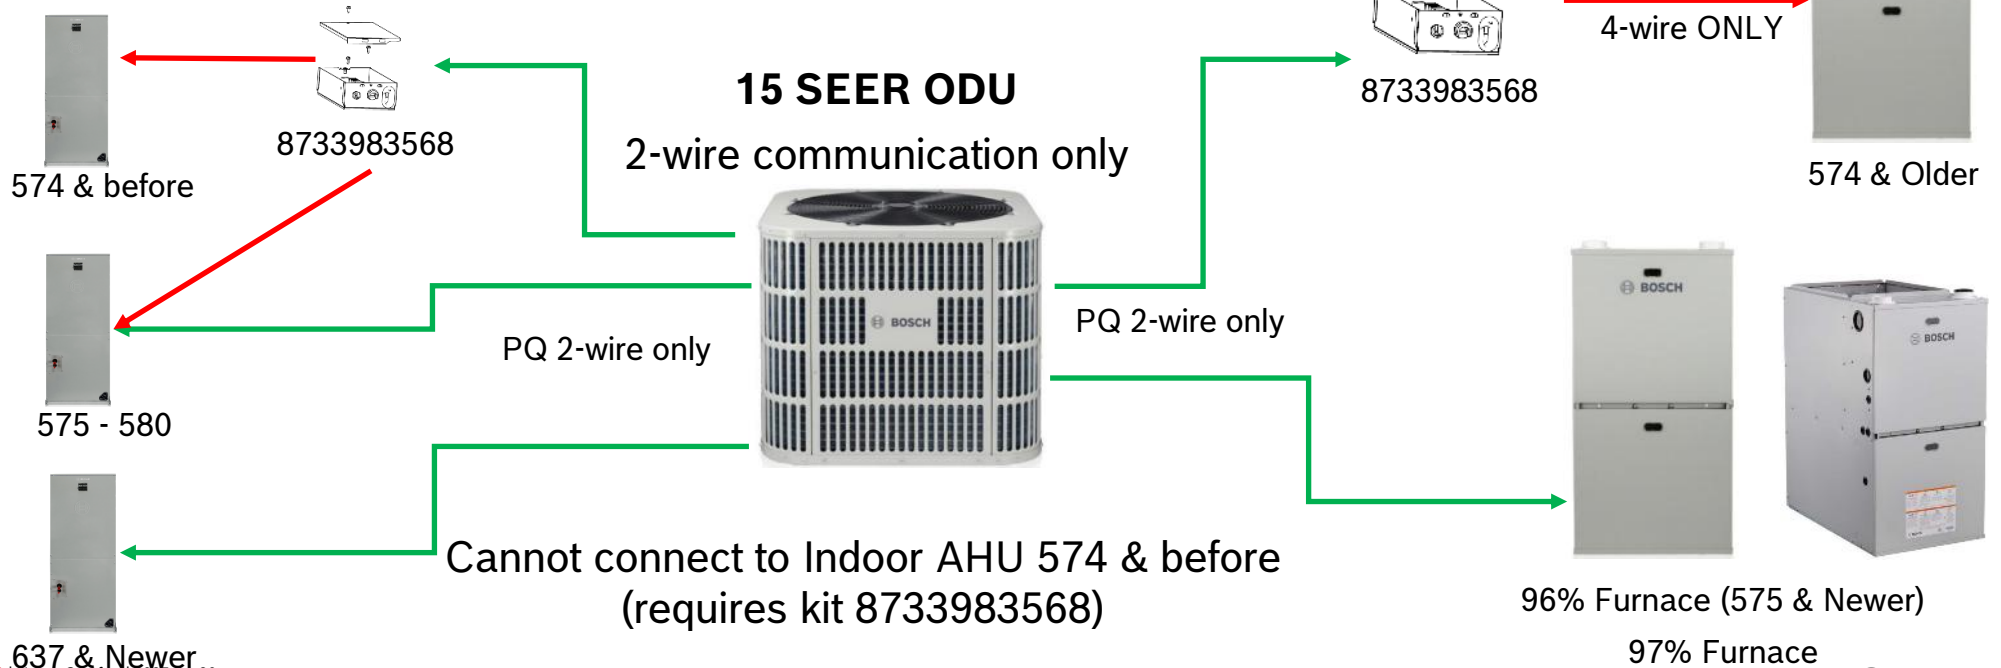 4-wire ONLY
15 SEER ODU
8733983568
8733983568
2-wire communication only
574 & before
574 & Older
BOSCH
BOSCH
BOSCH
PQ 2-wire only
PQ 2-wire only
575 - 580
Cannot connect to Indoor AHU 574 & before
(requires kit 8733983568)
96% Furnace (575 & Newer)
637 & Newer
97% Furnace